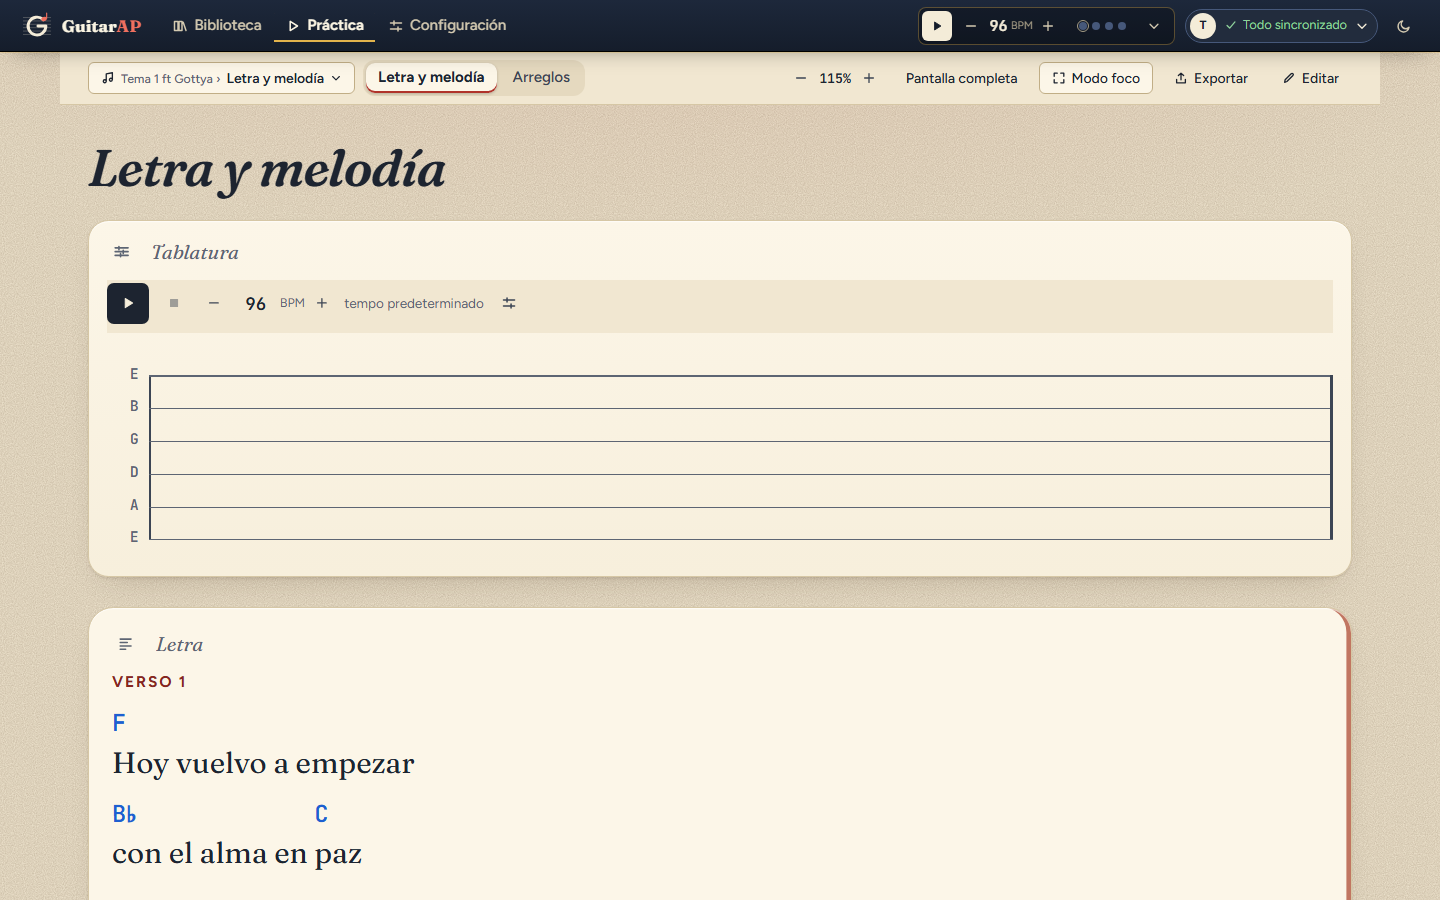 GuitarAP Biblioteca Práctica Configuración 96 BPM T Todo sincronizado
Tema 1 ft Gottya › Letra y melodía Letra y melodía Arreglos 115% Pantalla completa Modo foco Exportar Editar
Letra y melodía
Tablatura
96 BPM tempo predeterminado
E
B
G
D
A
E
Letra
VERSO 1
F
Hoy vuelvo a empezar
B♭ C
con el alma en paz